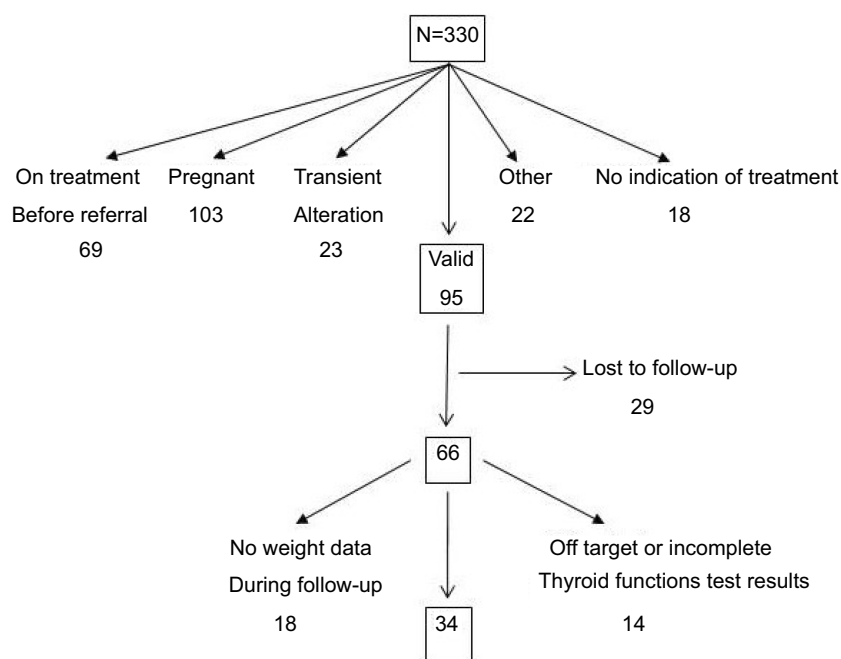 N=330
On treatment
Before referral
69
Pregnant
103
Transient
Alteration
23
Other
22
No indication of treatment
18
Valid
95
Lost to follow-up
29
66
No weight data
During follow-up
18
34
Off target or incomplete
Thyroid functions test results
14